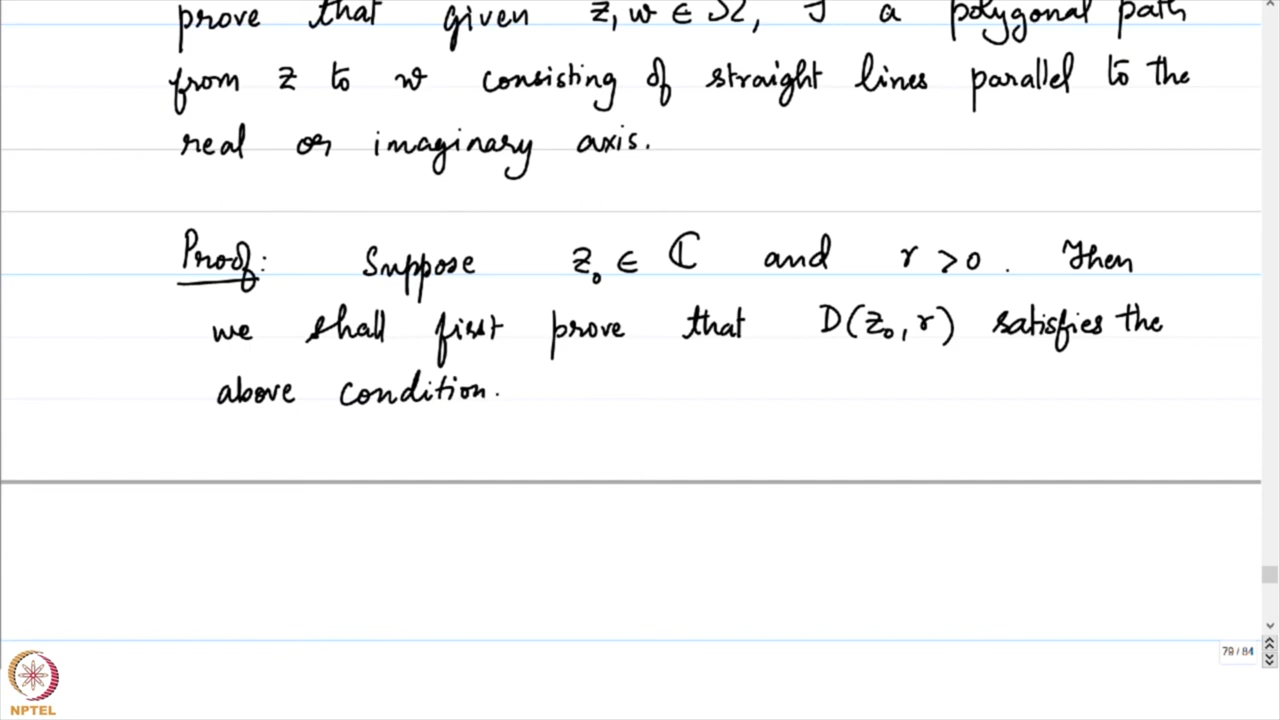 prove that given z, w ∈ Ω, ∃ a polygonal path
from z to w consisting of straight lines parallel to the
real or imaginary axis.
Proof: Suppose z₀ ∈ ℂ and r > 0. Then
we shall first prove that D(z₀, r) satisfies the
above condition.
79 / 84
NPTEL